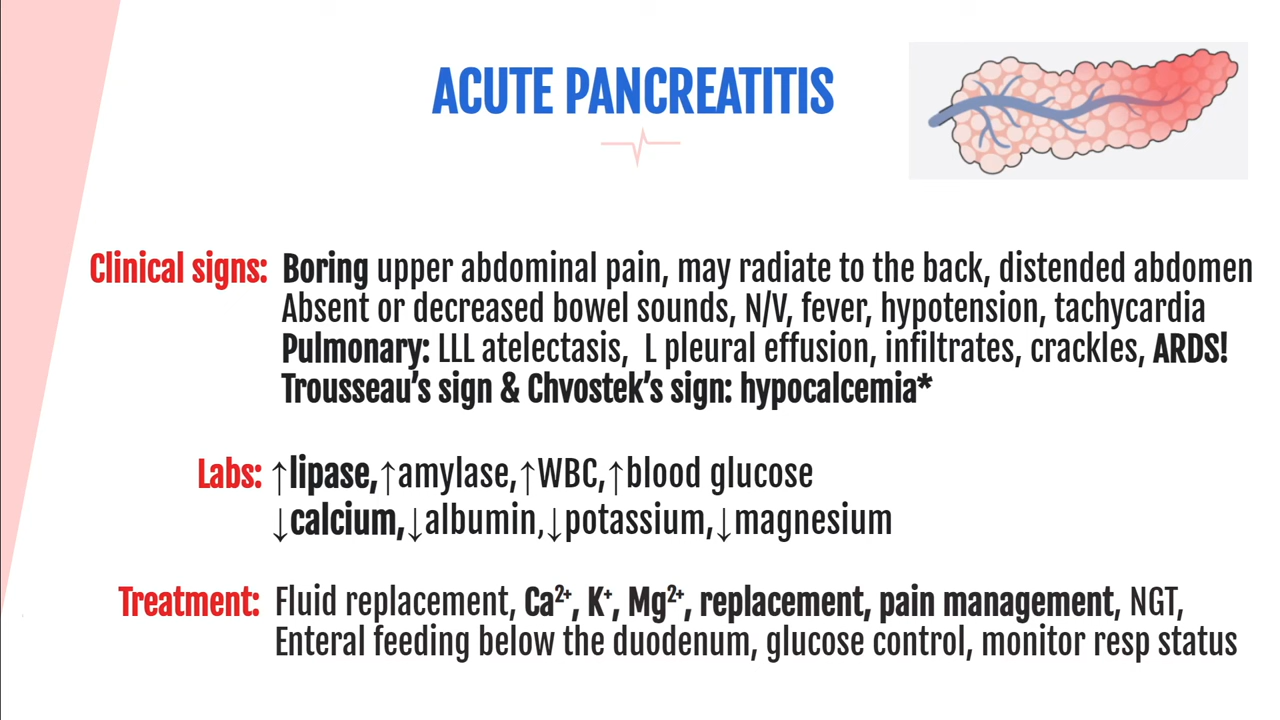 ACUTE PANCREATITIS
Clinical signs: Boring upper abdominal pain, may radiate to the back, distended abdomen
Absent or decreased bowel sounds, N/V, fever, hypotension, tachycardia
Pulmonary: LLL atelectasis, L pleural effusion, infiltrates, crackles, ARDS!
Trousseau’s sign & Chvostek’s sign: hypocalcemia*
Labs: ↑lipase,↑amylase,↑WBC,↑blood glucose
↓calcium,↓albumin,↓potassium,↓magnesium
Treatment: Fluid replacement, Ca²⁺, K⁺, Mg²⁺, replacement, pain management, NGT,
Enteral feeding below the duodenum, glucose control, monitor resp status